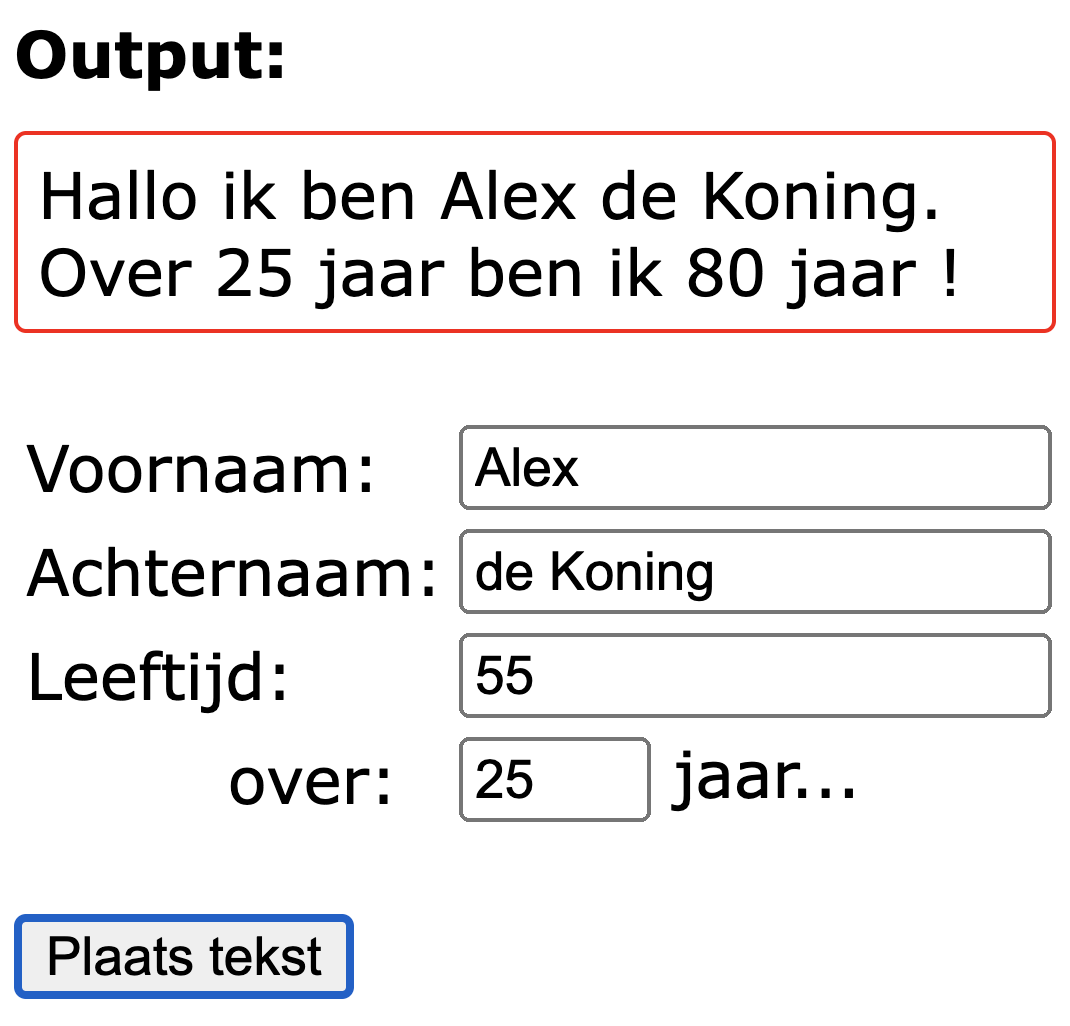 Output:
Hallo ik ben Alex de Koning.
Over 25 jaar ben ik 80 jaar !
Voornaam: Alex
Achternaam: de Koning
Leeftijd: 55
over: 25 jaar...
Plaats tekst